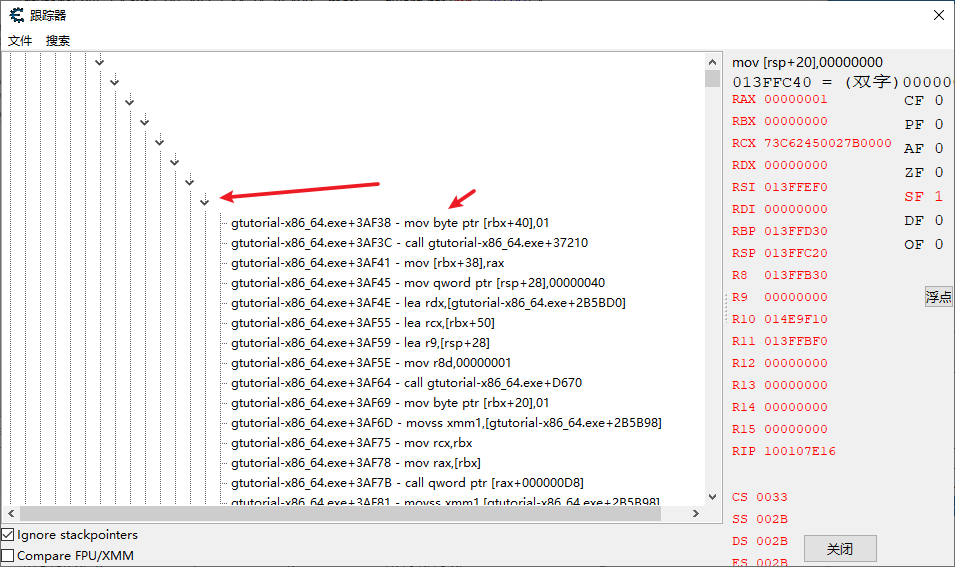 跟踪器
文件 搜索
gtutorial-x86_64.exe+3AF38 - mov byte ptr [rbx+40],01
gtutorial-x86_64.exe+3AF3C - call gtutorial-x86_64.exe+37210
gtutorial-x86_64.exe+3AF41 - mov [rbx+38],rax
gtutorial-x86_64.exe+3AF45 - mov qword ptr [rsp+28],00000040
gtutorial-x86_64.exe+3AF4E - lea rdx,[gtutorial-x86_64.exe+2B5BD0]
gtutorial-x86_64.exe+3AF55 - lea rcx,[rbx+50]
gtutorial-x86_64.exe+3AF59 - lea r9,[rsp+28]
gtutorial-x86_64.exe+3AF5E - mov r8d,00000001
gtutorial-x86_64.exe+3AF64 - call gtutorial-x86_64.exe+D670
gtutorial-x86_64.exe+3AF69 - mov byte ptr [rbx+20],01
gtutorial-x86_64.exe+3AF6D - movss xmm1,[gtutorial-x86_64.exe+2B5B98]
gtutorial-x86_64.exe+3AF75 - mov rcx,rbx
gtutorial-x86_64.exe+3AF78 - mov rax,[rbx]
gtutorial-x86_64.exe+3AF7B - call qword ptr [rax+000000D8]
gtutorial-x86_64.exe+3AF81 - movss xmm1,[gtutorial-x86_64.exe+2B5B98]
Ignore stackpointers
Compare FPU/XMM
mov [rsp+20],00000000
013FFC40 = (双字)000000
RAX 00000001
RBX 00000000
RCX 73C62450027B0000
RDX 00000000
RSI 013FFEF0
RDI 00000000
RBP 013FFD30
RSP 013FFC20
R8 013FFB30
R9 00000000
R10 014E9F10
R11 013FFBF0
R12 00000000
R13 00000000
R14 00000000
R15 00000000
RIP 100107E16
CS 0033
SS 002B
DS 002B
ES 002B
CF 0
PF 0
AF 0
ZF 0
SF 1
DF 0
OF 0
浮点
关闭